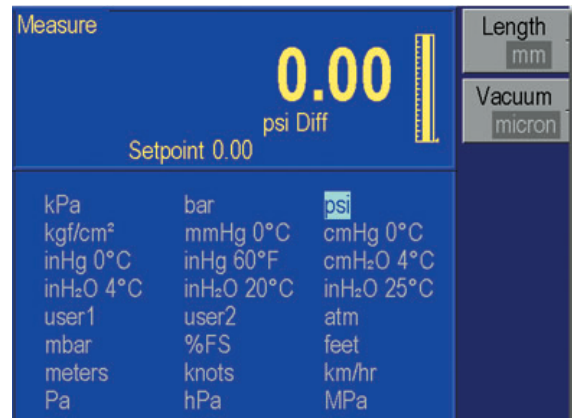 Measure
0.00
psi Diff
Setpoint 0.00
Length
mm
Vacuum
micron
kPa bar psi
kgf/cm² mmHg 0°C cmHg 0°C
inHg 0°C inHg 60°F cmH₂O 4°C
inH₂O 4°C inH₂O 20°C inH₂O 25°C
user1 user2 atm
mbar %FS feet
meters knots km/hr
Pa hPa MPa